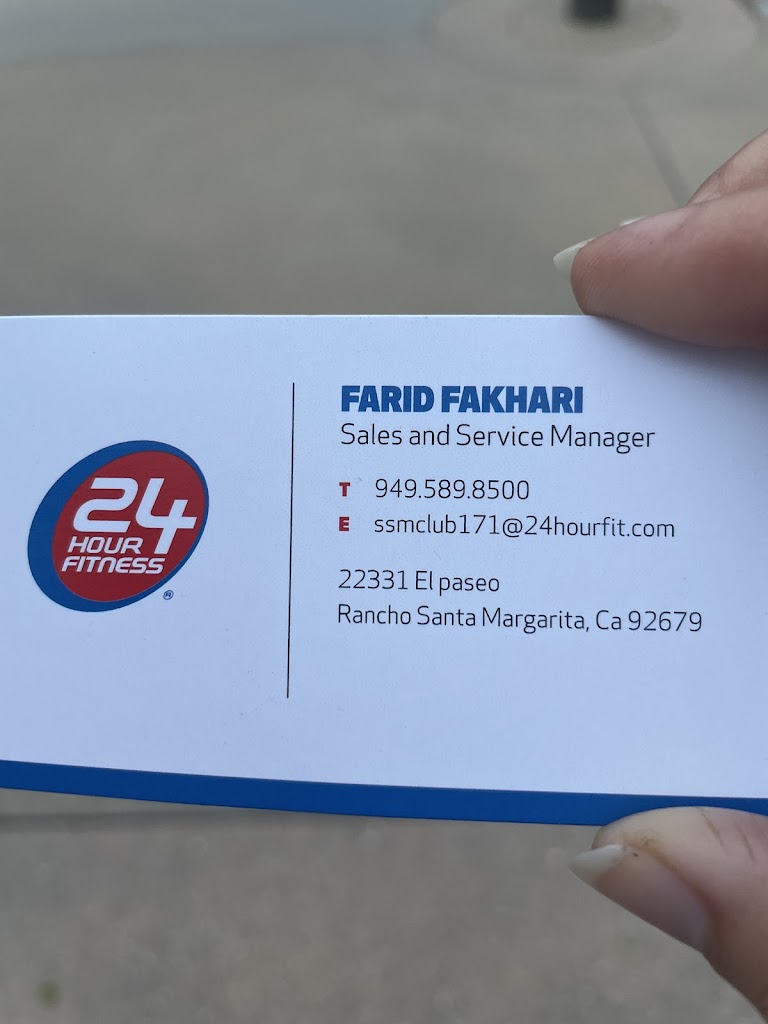 24
HOUR
FITNESS
®
FARID FAKHARI
Sales and Service Manager
T 949.589.8500
E ssmclub171@24hourfit.com
22331 El paseo
Rancho Santa Margarita, Ca 92679